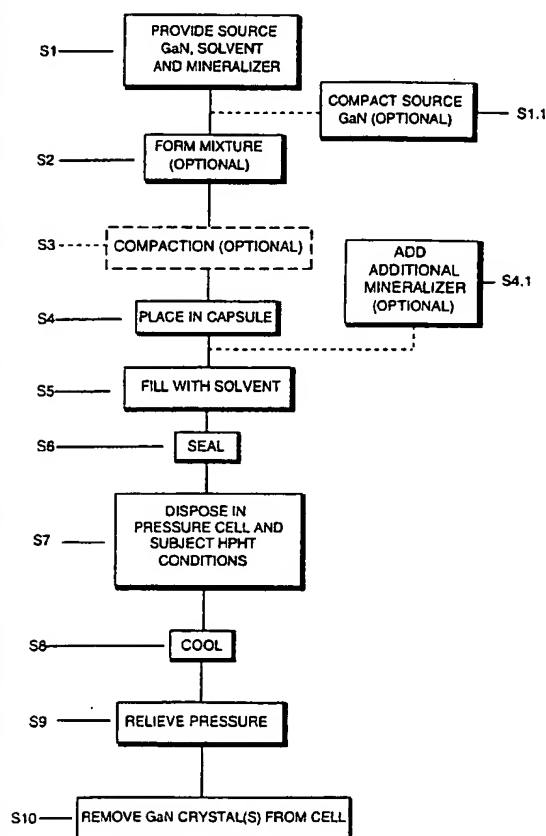 S1
PROVIDE SOURCE
GaN, SOLVENT
AND MINERALIZER
COMPACT SOURCE
GaN (OPTIONAL)
S1.1
S2
FORM MIXTURE
(OPTIONAL)
S3
COMPACTION (OPTIONAL)
ADD
ADDITIONAL
MINERALIZER
(OPTIONAL)
S4.1
S4
PLACE IN CAPSULE
S5
FILL WITH SOLVENT
S6
SEAL
S7
DISPOSE IN
PRESSURE CELL AND
SUBJECT HPHT
CONDITIONS
S8
COOL
S9
RELIEVE PRESSURE
S10
REMOVE GaN CRYSTAL(S) FROM CELL